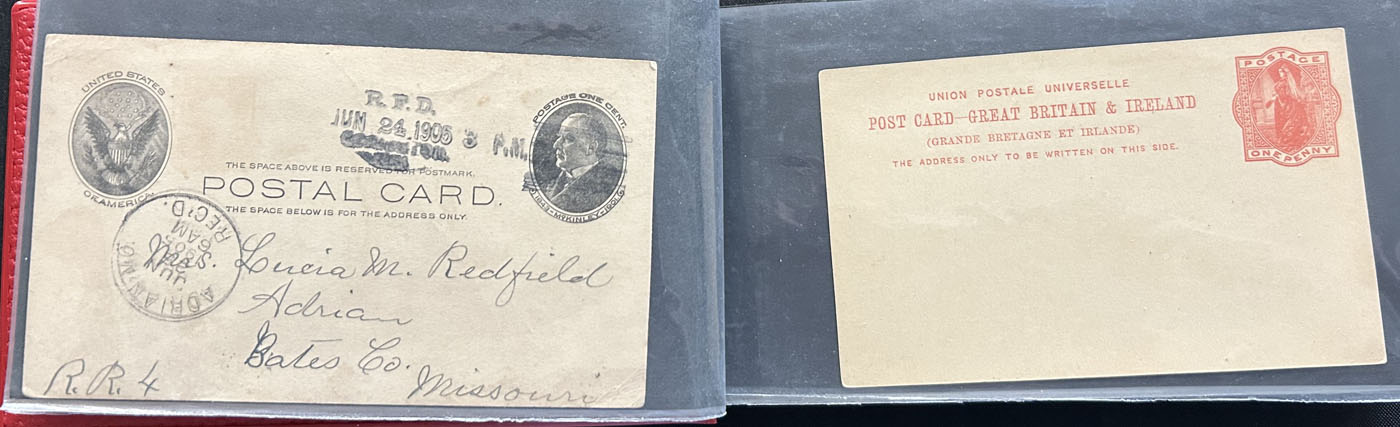 UNITED STATES
OF AMERICA.
R.F.D.
JUN 24 1905 3 P.M.
POSTAGE ONE CENT.
1843-McKINLEY-1901
THE SPACE ABOVE IS RESERVED FOR POSTMARK.
POSTAL CARD.
THE SPACE BELOW IS FOR THE ADDRESS ONLY.
ADRIAN, MO.
JUN
6 AM
REC'D.
Mrs. Lucia M. Redfield
Adrian
Bates Co.
R. R. 4
Missouri
UNION POSTALE UNIVERSELLE
POST CARD-GREAT BRITAIN & IRELAND
(GRANDE BRETAGNE ET IRLANDE)
THE ADDRESS ONLY TO BE WRITTEN ON THIS SIDE.
POSTAGE
ONE PENNY